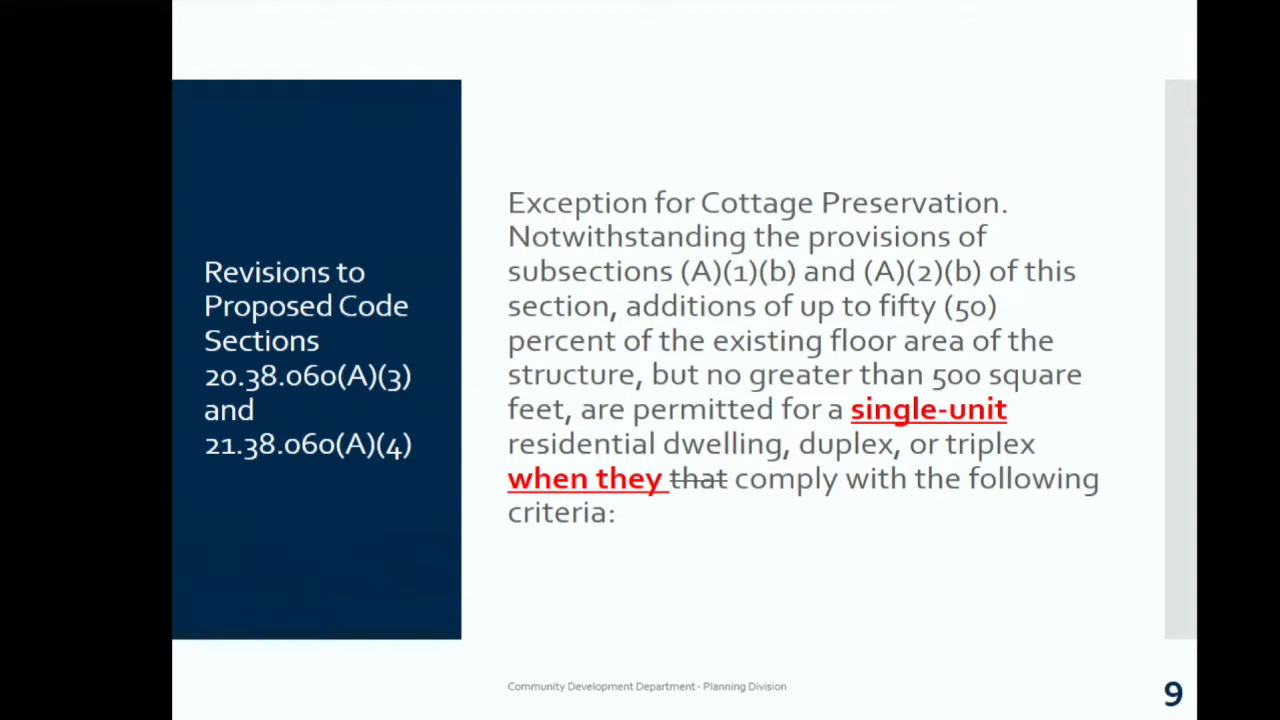 Revisions to
Proposed Code
Sections
20.38.060(A)(3)
and
21.38.060(A)(4)
Exception for Cottage Preservation.
Notwithstanding the provisions of
subsections (A)(1)(b) and (A)(2)(b) of this
section, additions of up to fifty (50)
percent of the existing floor area of the
structure, but no greater than 500 square
feet, are permitted for a single-unit
residential dwelling, duplex, or triplex
when they that comply with the following
criteria:
Community Development Department - Planning Division
9